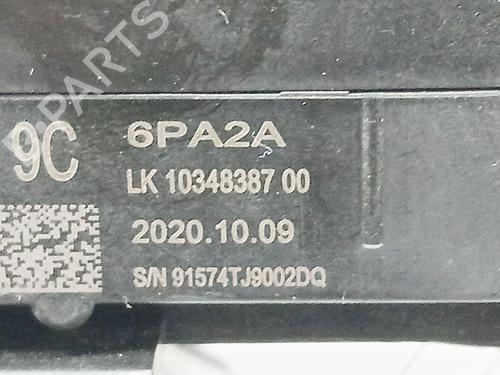 PARTS
9C
6PA2A
LK 10348387 00
2020.10.09
S/N 91574TJ9002DQ